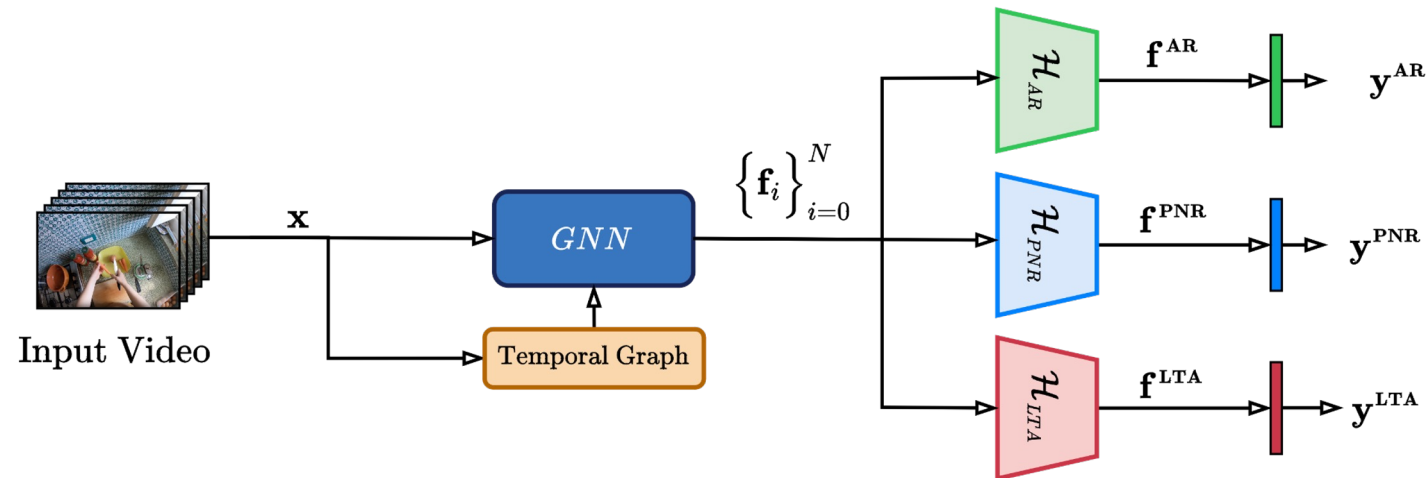 Input Video
x
GNN
Temporal Graph
{f_i}_{i=0}^N
H_AR
f^AR
y^AR
H_PNR
f^PNR
y^PNR
H_LTA
f^LTA
y^LTA